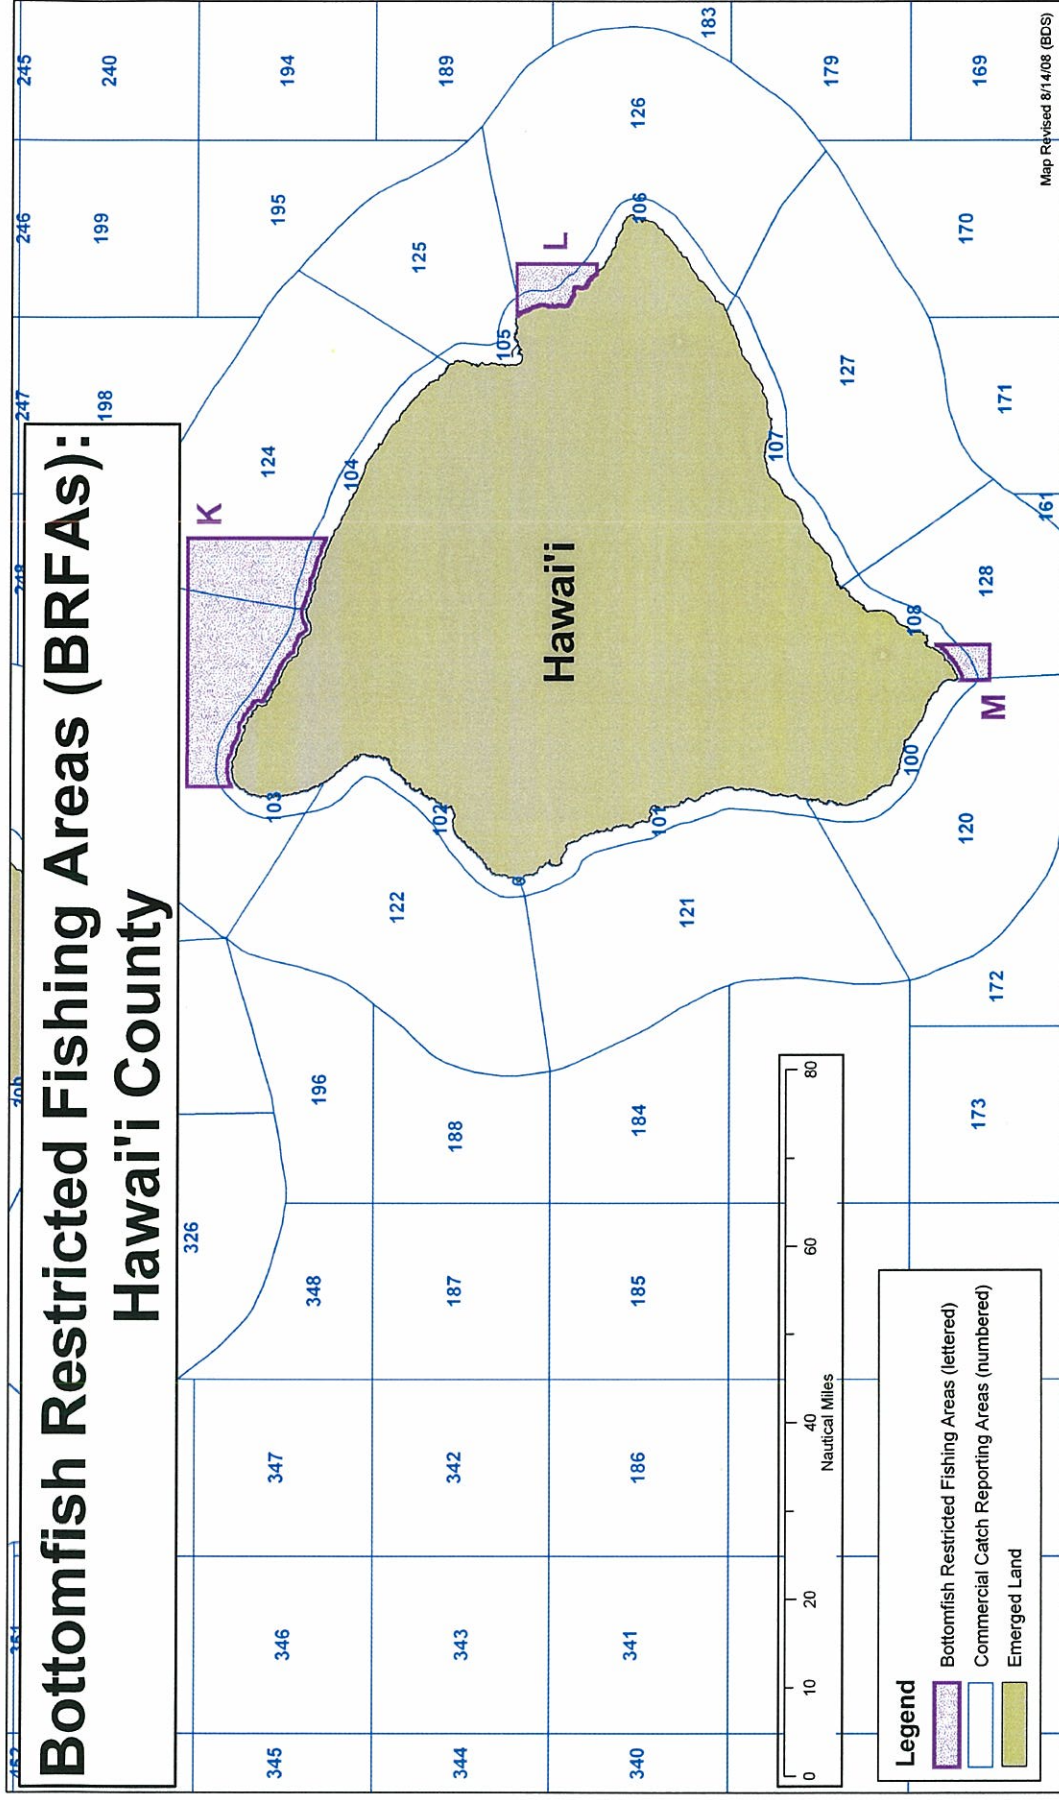 247 246 245
Bottomfish Restricted Fishing Areas (BRFAs):
Hawai'i County
198 199 240
326 K
345 346 347 348 196 103 124 195 194
104
344 343 342 187 188 122 102 125 189
105
L
Hawai'i
340 341 186 185 184 101 106 126
121
183
107
0 10 20 40 60 80
Nautical Miles
127 179
Legend
Bottomfish Restricted Fishing Areas (lettered)
Commercial Catch Reporting Areas (numbered)
Emerged Land
100 108
120 170 169
173 172 M 128 171
161
Map Revised 8/14/08 (BDS)